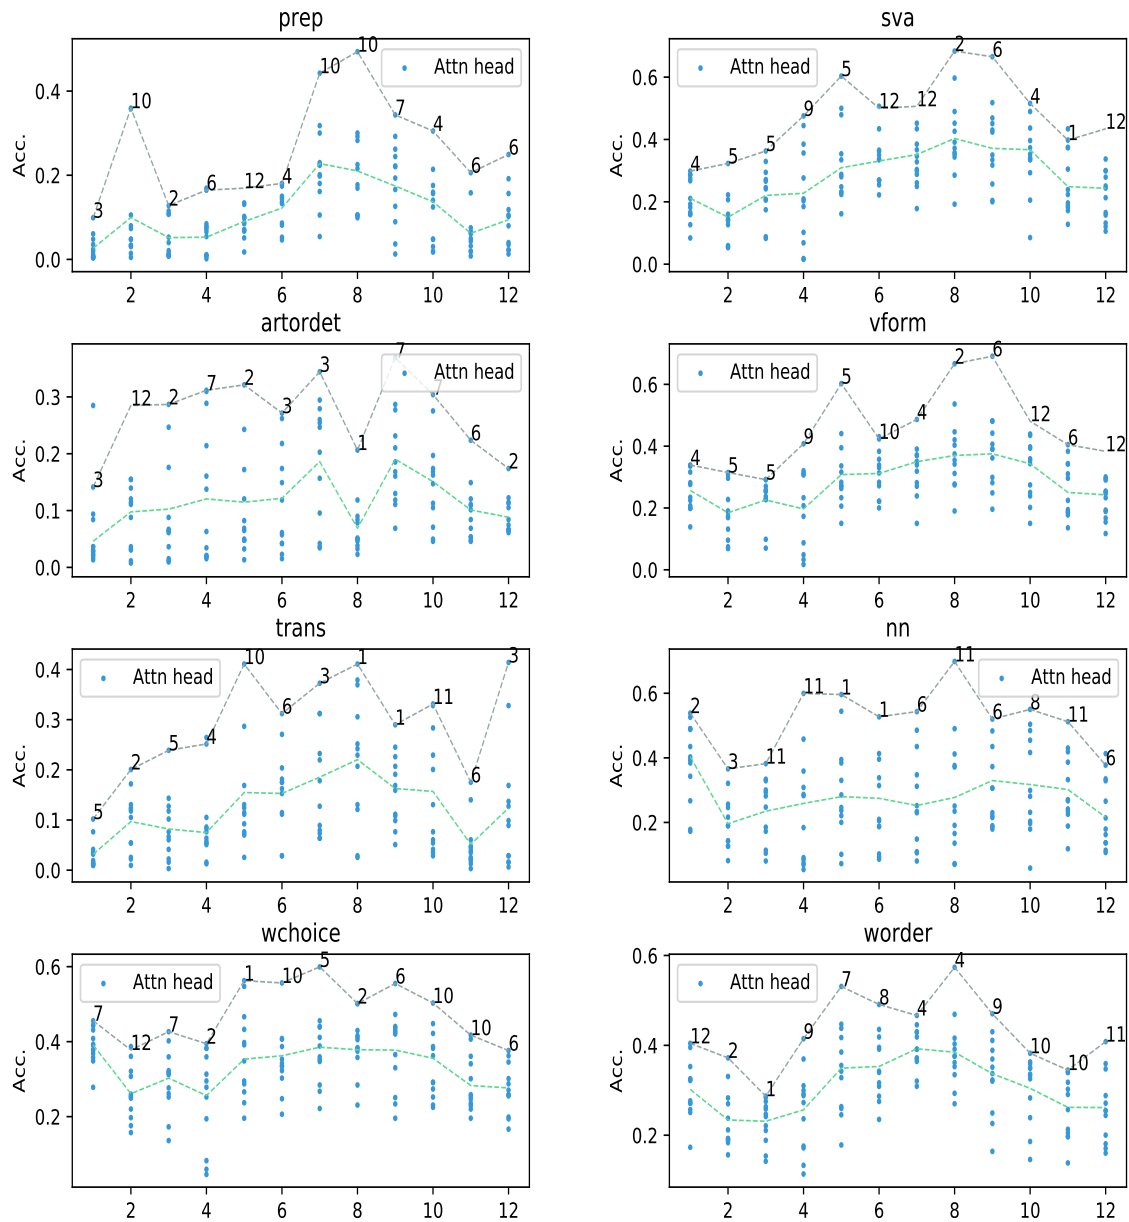 prep
Attn head
Acc.
0.4
0.2
0.0
3 10 2 6 12 4 10 10 7 4 6 6
2 4 6 8 10 12
sva
Attn head
Acc.
0.6
0.4
0.2
0.0
4 5 5 9 5 12 12 2 6 4 1 12
2 4 6 8 10 12
artordet
Attn head
Acc.
0.3
0.2
0.1
0.0
3 12 2 7 2 3 3 1 7 7 6 2
2 4 6 8 10 12
vform
Attn head
Acc.
0.6
0.4
0.2
0.0
4 5 5 9 5 10 4 2 6 12 6 12
2 4 6 8 10 12
trans
Attn head
Acc.
0.4
0.3
0.2
0.1
0.0
5 2 5 4 10 6 3 1 1 11 6 3
2 4 6 8 10 12
nn
Attn head
Acc.
0.6
0.4
0.2
2 3 11 11 1 1 6 11 6 8 11 6
2 4 6 8 10 12
wchoice
Attn head
Acc.
0.6
0.4
0.2
7 12 7 2 1 10 5 2 6 10 10 6
2 4 6 8 10 12
worder
Attn head
Acc.
0.6
0.4
0.2
12 2 1 9 7 8 4 4 9 10 10 11
2 4 6 8 10 12